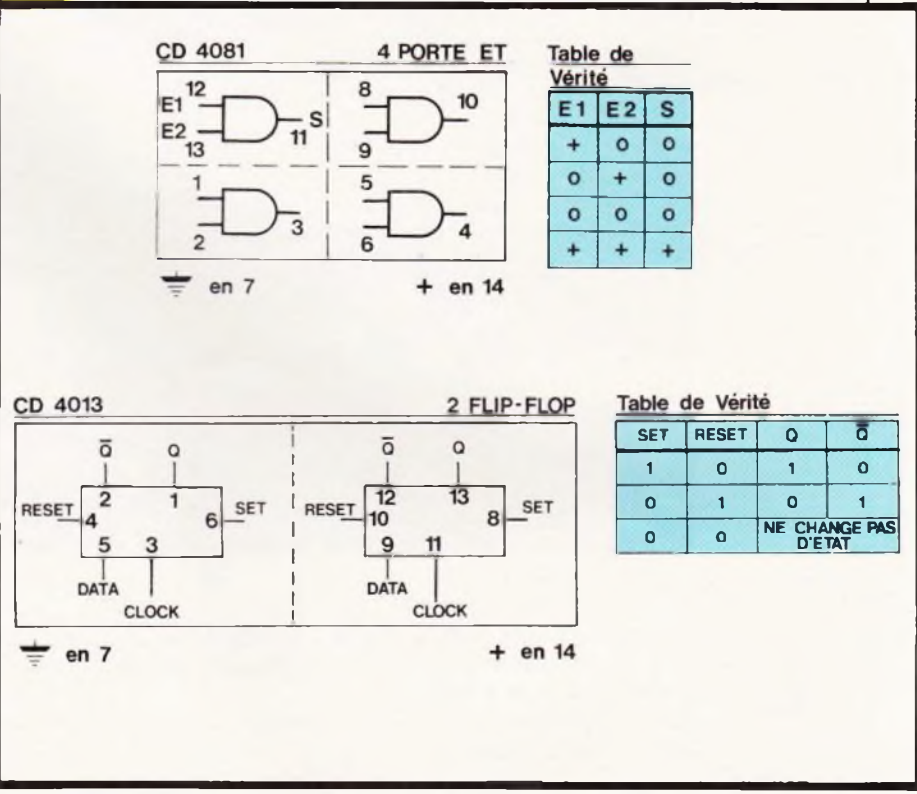 CD 4081 4 PORTE ET
12 E1 E2 13 S 11
8 9 10
1 2 3
5 6 4
en 7 + en 14
Table de
Vérité
E1 E2 S
+ 0 0
0 + 0
0 0 0
+ + +
CD 4013 2 FLIP-FLOP
Q̅ Q
2 1
RESET 4 6 SET
5 3
DATA
CLOCK
Q̅ Q
12 13
RESET 10 8 SET
9 11
DATA
CLOCK
en 7 + en 14
Table de Vérité
SET RESET Q Q̅
1 0 1 0
0 1 0 1
0 0 NE CHANGE PAS
D'ETAT